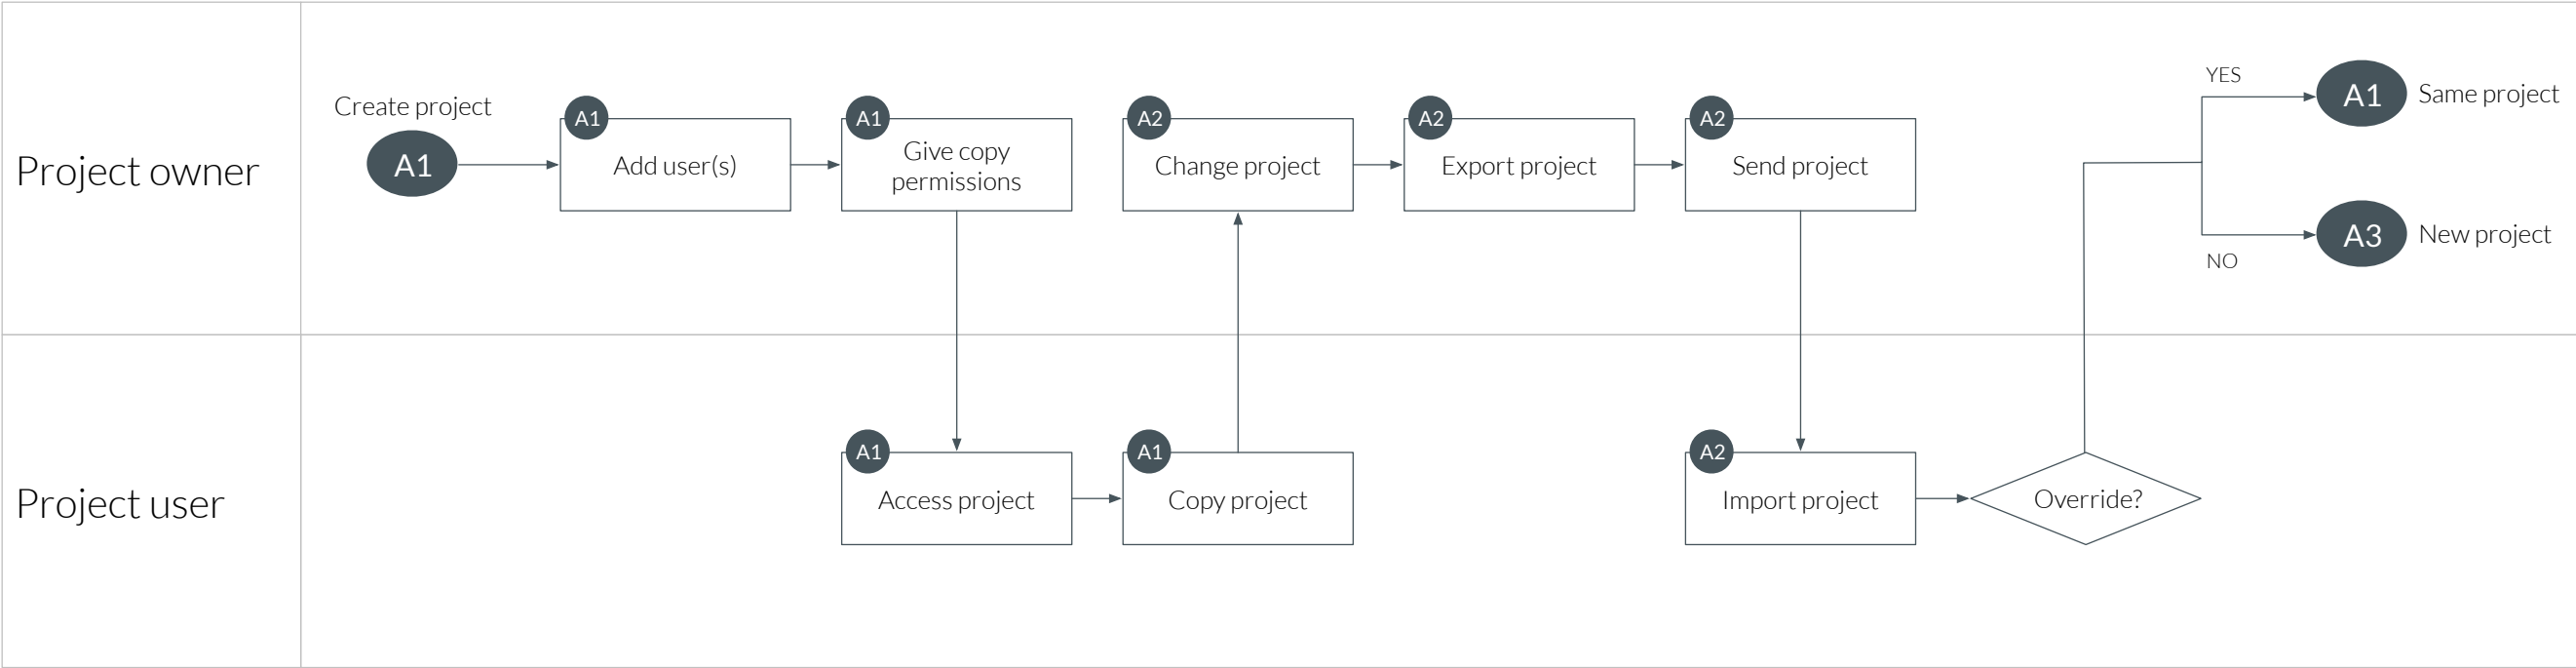 Project owner
Create project
A1
A1
Add user(s)
A1
Give copy
permissions
A2
Change project
A2
Export project
A2
Send project
YES
A1
Same project
A3
New project
NO
Project user
A1
Access project
A1
Copy project
A2
Import project
Override?